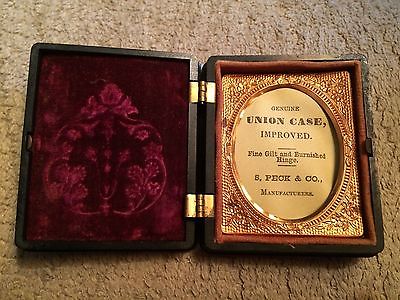 GENUINE
UNION CASE,
IMPROVED.
Fine Gilt and Burnished
Hinge.
S. PECK & CO.,
MANUFACTURERS.